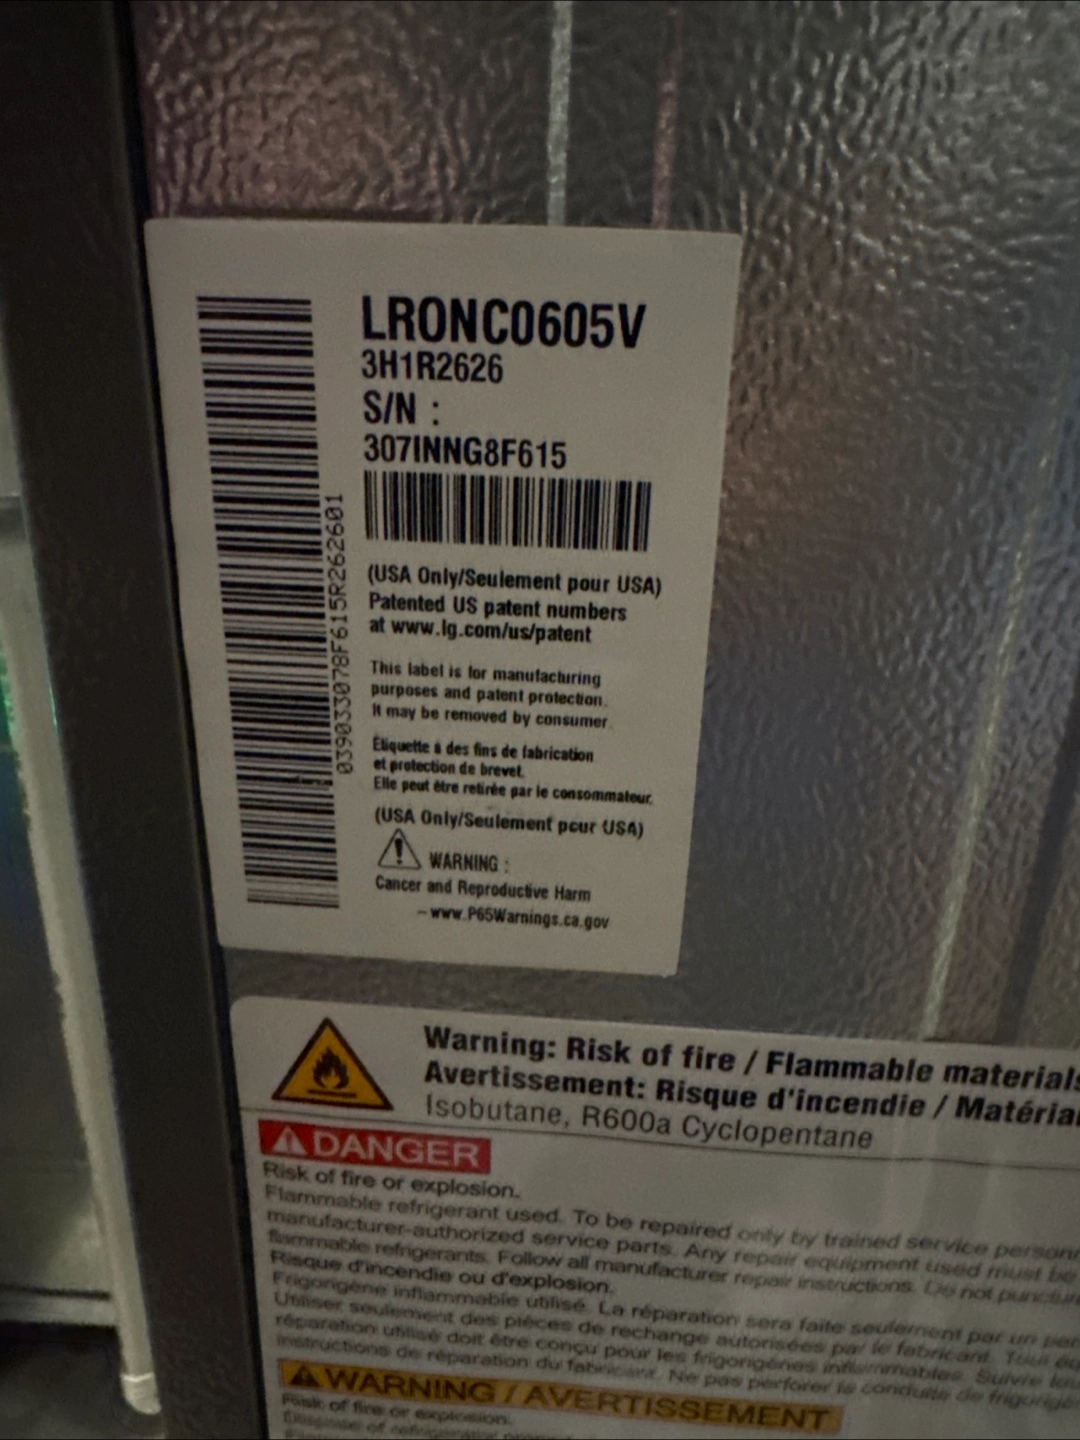 LRONC0605V
3H1R2626
S/N :
307INNG8F615
039033078F615R262601
(USA Only/Seulement pour USA)
Patented US patent numbers
at www.lg.com/us/patent
This label is for manufacturing
purposes and patent protection.
It may be removed by consumer.
Étiquette à des fins de fabrication
et protection de brevet.
Elle peut être retirée par le consommateur.
(USA Only/Seulement pour USA)
WARNING :
Cancer and Reproductive Harm
– www.P65Warnings.ca.gov
Warning: Risk of fire / Flammable materials
Avertissement: Risque d'incendie / Matéria
Isobutane, R600a Cyclopentane
DANGER
Risk of fire or explosion.
Flammable refrigerant used. To be repaired only by trained service personn
manufacturer-authorized service parts. Any repair equipment used must be
flammable refrigerants. Follow all manufacturer repair instructions. Do not puncture
Risque d'incendie ou d'explosion.
Frigorigène inflammable utilisé. La réparation sera faite seulement par un per
Utiliser seulement des pièces de rechange autorisées par le fabricant. Tout
réparation utilisé doit être conçu pour les frigorigènes inflammables. Suivre
instructions de réparation du fabricant. Ne pas perforer la conduite de frigorigè
WARNING / AVERTISSEMENT
Risk of fire or explosion.